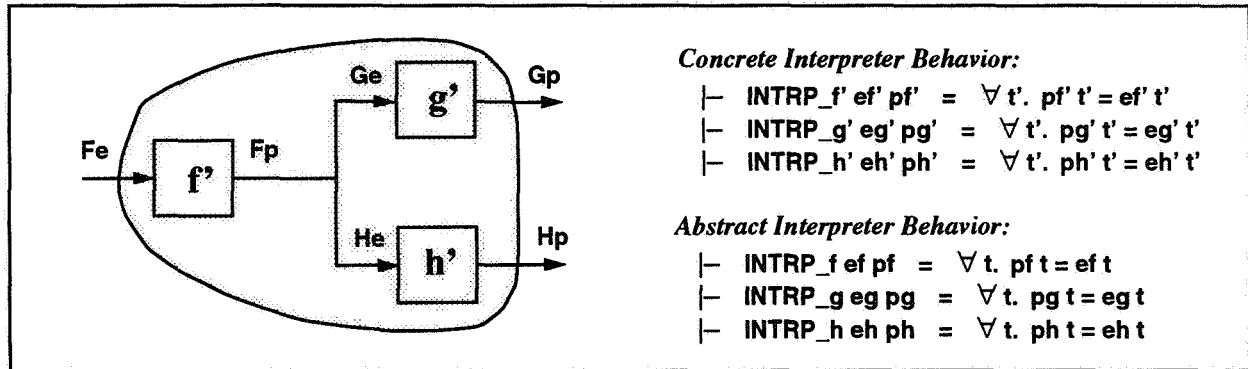 Fe
f’
Fp
Ge
g’
Gp
He
h’
Hp
Concrete Interpreter Behavior:
|– INTRP_f’ ef’ pf’ = ∀ t’. pf’ t’ = ef’ t’
|– INTRP_g’ eg’ pg’ = ∀ t’. pg’ t’ = eg’ t’
|– INTRP_h’ eh’ ph’ = ∀ t’. ph’ t’ = eh’ t’
Abstract Interpreter Behavior:
|– INTRP_f ef pf = ∀ t. pf t = ef t
|– INTRP_g eg pg = ∀ t. pg t = eg t
|– INTRP_h eh ph = ∀ t. ph t = eh t